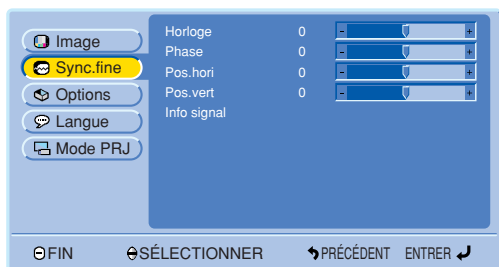 Image
Sync.fine
Options
Langue
Mode PRJ
Horloge 0 - +
Phase 0 - +
Pos.hori 0 - +
Pos.vert 0 - +
Info signal
FIN SÉLECTIONNER PRÉCÉDENT ENTRER